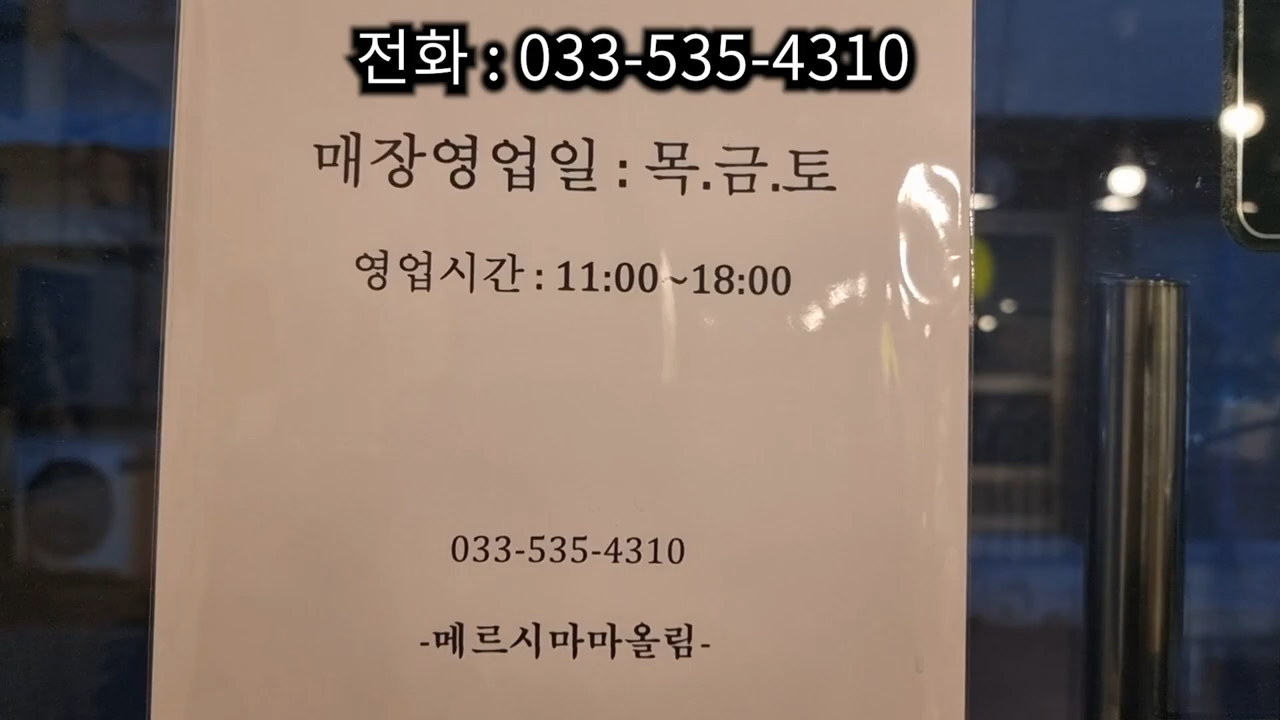 전화 : 033-535-4310
매장영업일 : 목.금.토
영업시간 : 11:00~18:00
033-535-4310
-메르시마마올림-